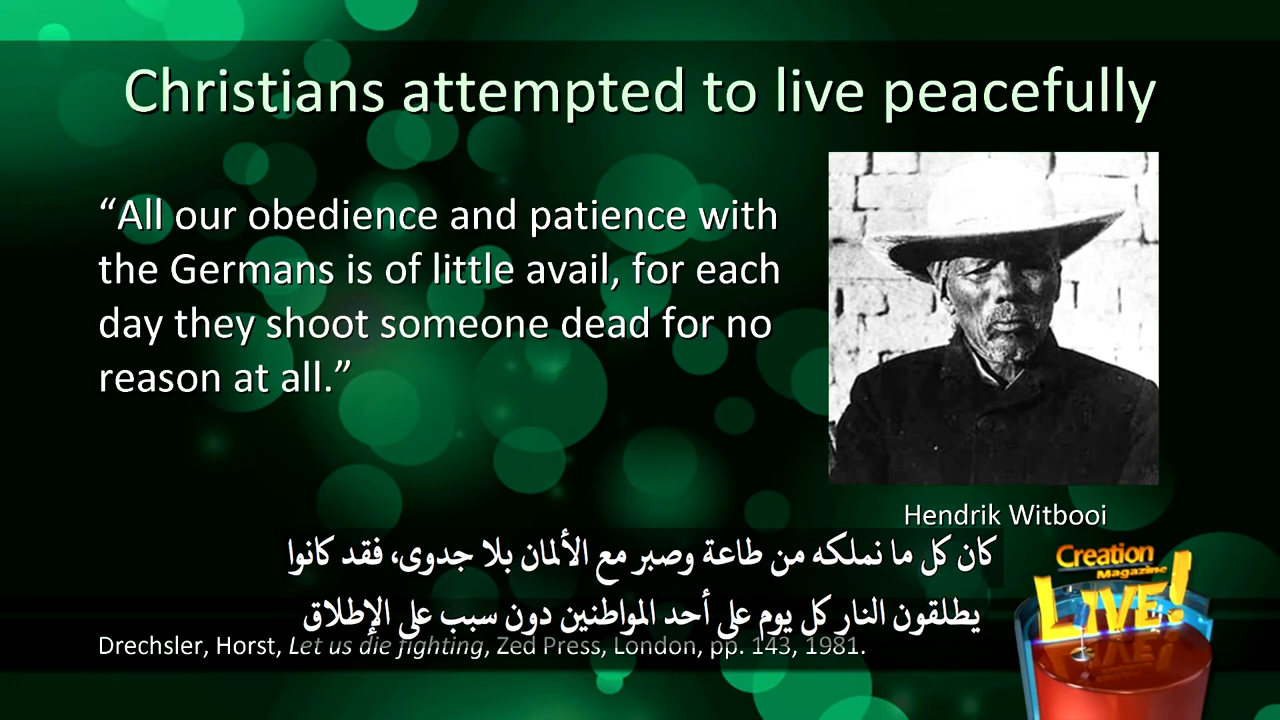 Christians attempted to live peacefully
“All our obedience and patience with
the Germans is of little avail, for each
day they shoot someone dead for no
reason at all.”
Hendrik Witbooi
كان كل ما نملكه من طاعة وصبر مع الألمان بلا جدوى، فقد كانوا
يطلقون النار كل يوم على أحد المواطنين دون سبب على الإطلاق
Drechsler, Horst, Let us die fighting, Zed Press, London, pp. 143, 1981.
Creation
Magazine
LIVE!